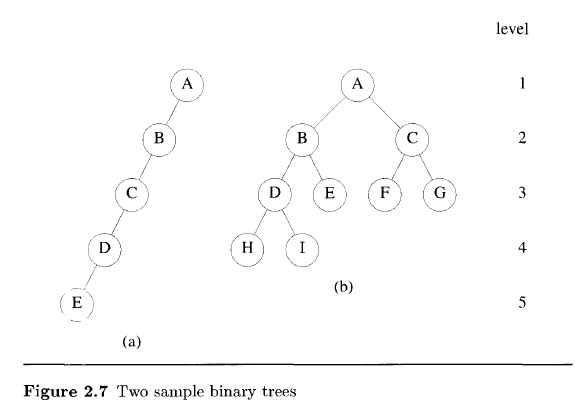 level
A A 1
B B C 2
C D E F G 3
D H I 4
(b)
E 5
(a)
Figure 2.7 Two sample binary trees